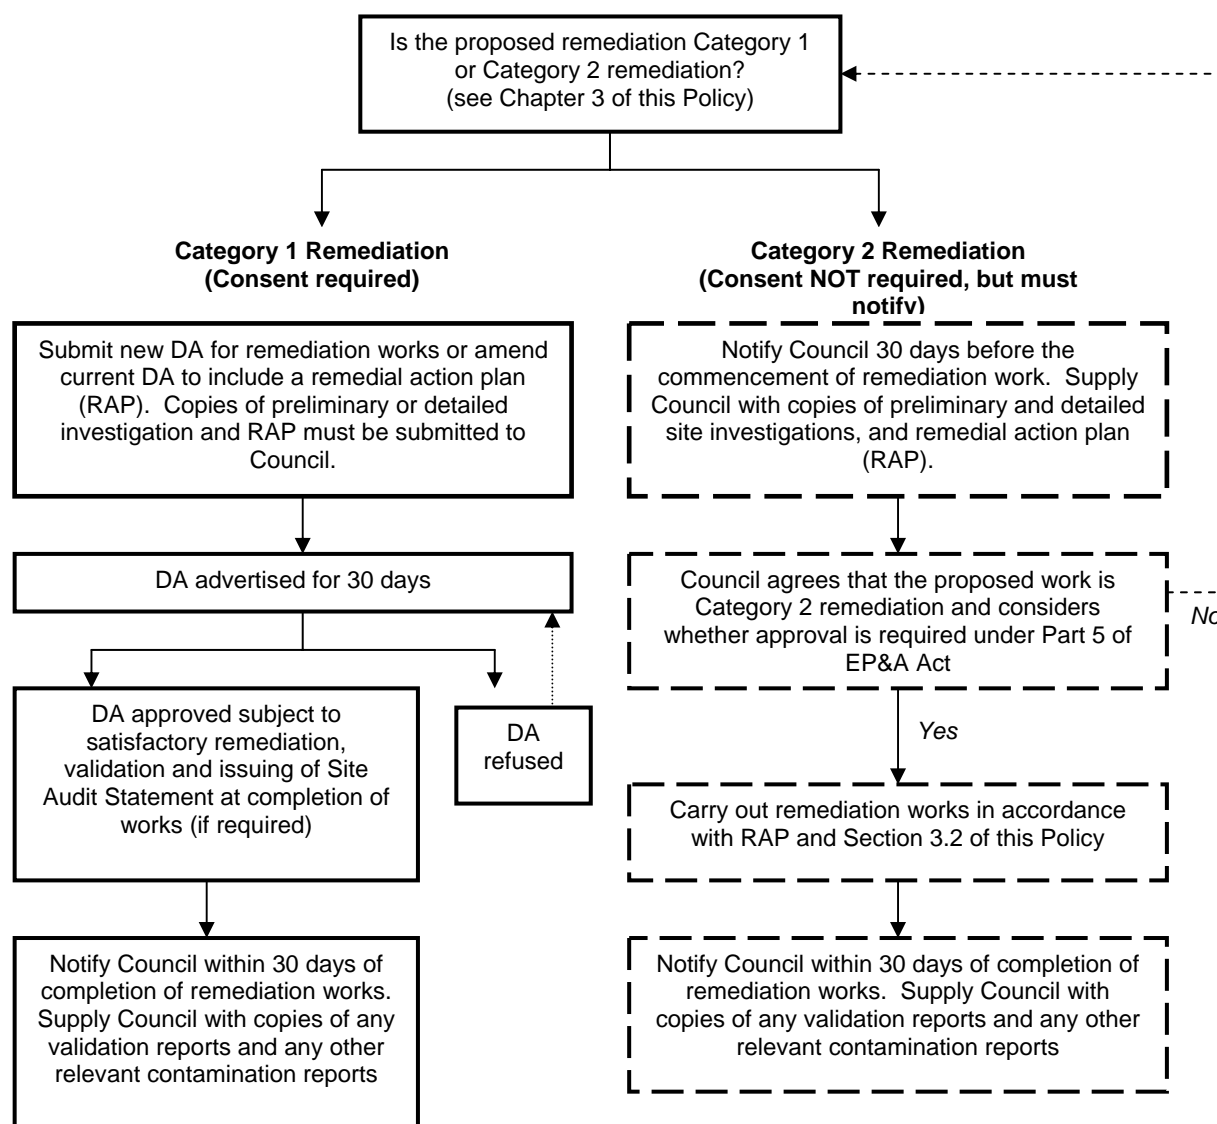 Is the proposed remediation Category 1
or Category 2 remediation?
(see Chapter 3 of this Policy)
Category 1 Remediation
(Consent required)
Category 2 Remediation
(Consent NOT required, but must
notify)
Submit new DA for remediation works or amend
current DA to include a remedial action plan
(RAP).  Copies of preliminary or detailed
investigation and RAP must be submitted to
Council.
Notify Council 30 days before the
commencement of remediation work.  Supply
Council with copies of preliminary and detailed
site investigations, and remedial action plan
(RAP).
DA advertised for 30 days
Council agrees that the proposed work is
Category 2 remediation and considers
whether approval is required under Part 5 of
EP&A Act
No
DA approved subject to
satisfactory remediation,
validation and issuing of Site
Audit Statement at completion of
works (if required)
DA
refused
Yes
Carry out remediation works in accordance
with RAP and Section 3.2 of this Policy
Notify Council within 30 days of
completion of remediation works.
Supply Council with copies of any
validation reports and any other
relevant contamination reports
Notify Council within 30 days of completion of
remediation works.  Supply Council with
copies of any validation reports and any other
relevant contamination reports